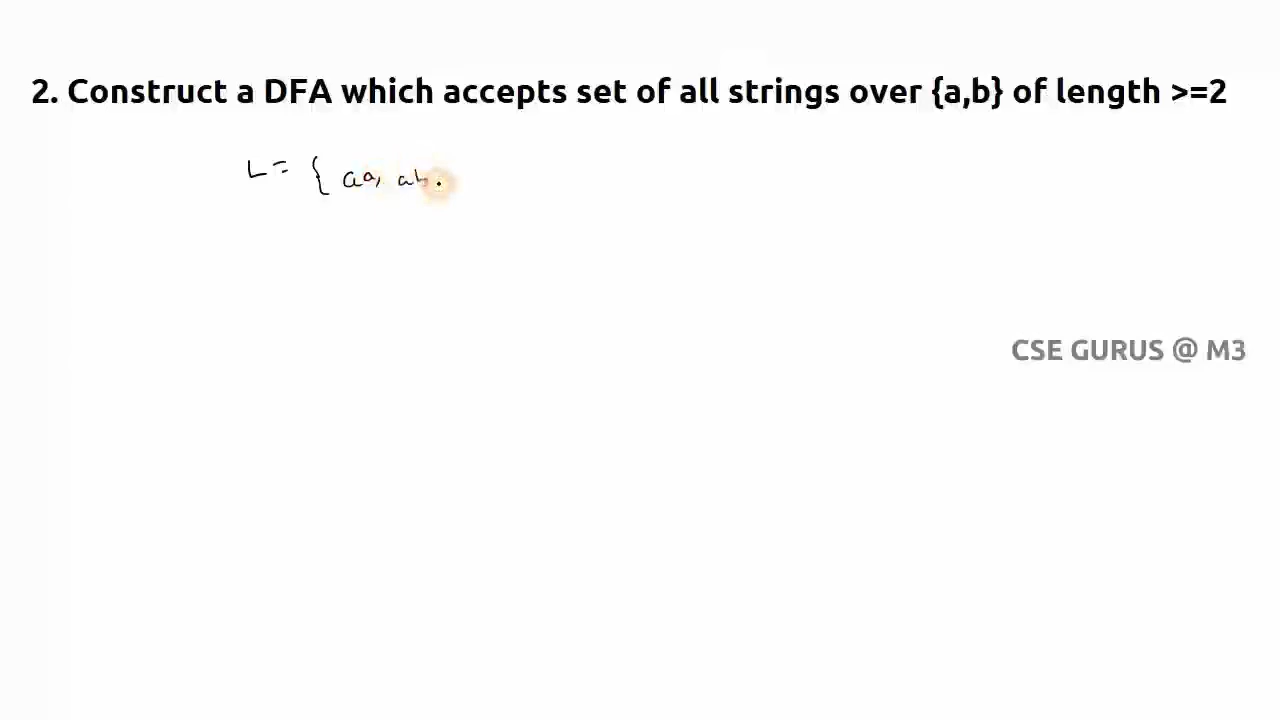 2. Construct a DFA which accepts set of all strings over {a,b} of length >=2
L = { aa, ab.
CSE GURUS @ M3